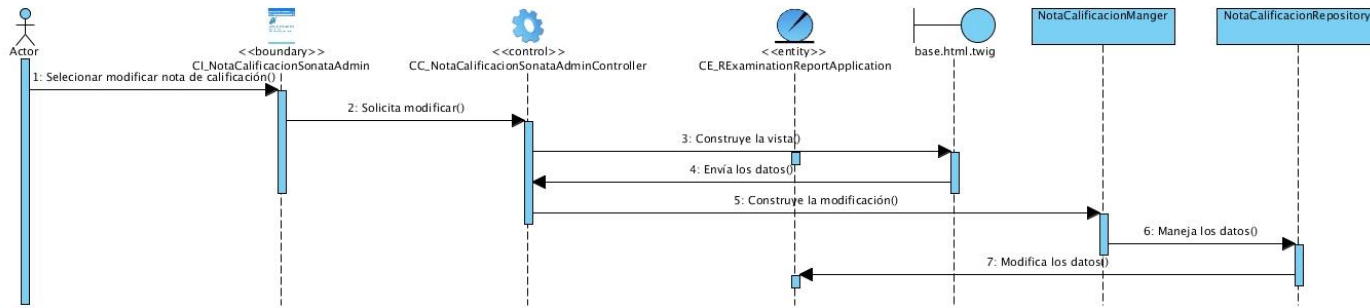 NotaCalificacionManger
NotaCalificacionRepository
Actor
<<boundary>>
<<control>>
<<entity>>
base.html.twig
CI_NotaCalificacionSonataAdmin
CC_NotaCalificacionSonataAdminController
CE_RExaminationReportApplication
1: Selecionar modificar nota de calificación()
2: Solicita modificar()
3: Construye la vista()
4: Envía los datos()
5: Construye la modificación()
6: Maneja los datos()
7: Modifica los datos()